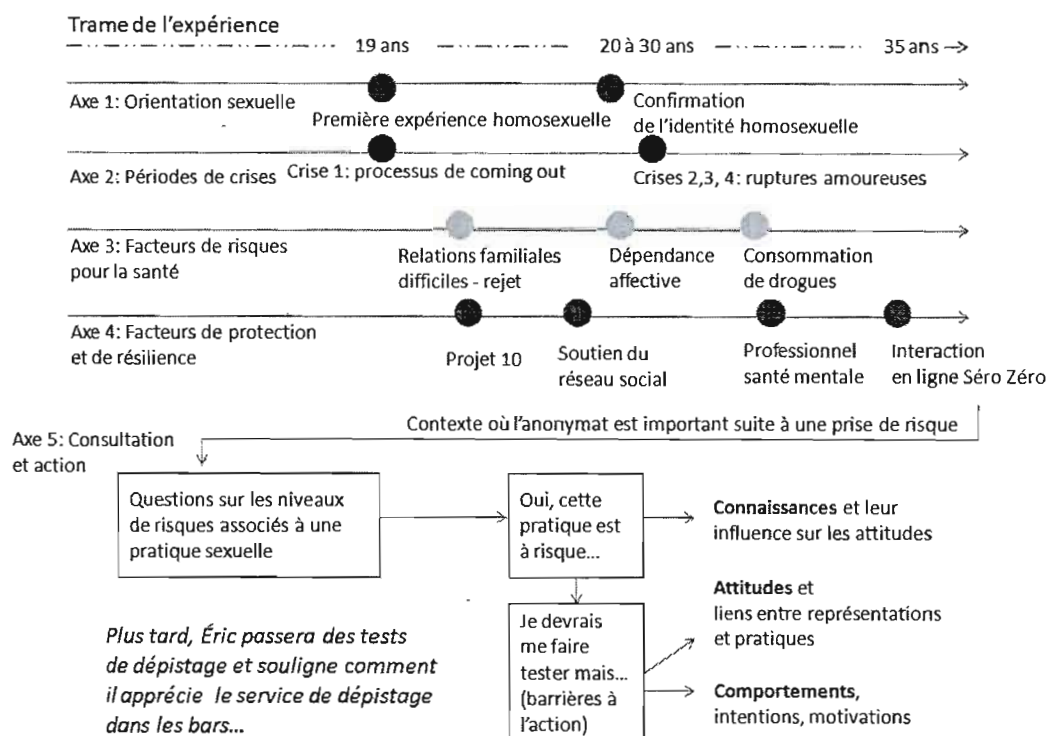 Trame de l'expérience
19 ans
20 à 30 ans
35 ans
Axe 1: Orientation sexuelle
Première expérience homosexuelle
Confirmation
de l'identité homosexuelle
Axe 2: Périodes de crises
Crise 1: processus de coming out
Crises 2,3, 4: ruptures amoureuses
Axe 3: Facteurs de risques
pour la santé
Relations familiales
difficiles - rejet
Dépendance
affective
Consommation
de drogues
Axe 4: Facteurs de protection
et de résilience
Projet 10
Soutien du
réseau social
Professionnel
santé mentale
Interaction
en ligne Séro Zéro
Contexte où l'anonymat est important suite à une prise de risque
Axe 5: Consultation
et action
Questions sur les niveaux
de risques associés à une
pratique sexuelle
Oui, cette
pratique est
à risque...
Connaissances et leur
influence sur les attitudes
Attitudes et
liens entre représentations
et pratiques
Je devrais
me faire
tester mais...
(barrières à
l'action)
Comportements,
intentions, motivations
Plus tard, Éric passera des tests
de dépistage et souligne comment
il apprécie le service de dépistage
dans les bars...